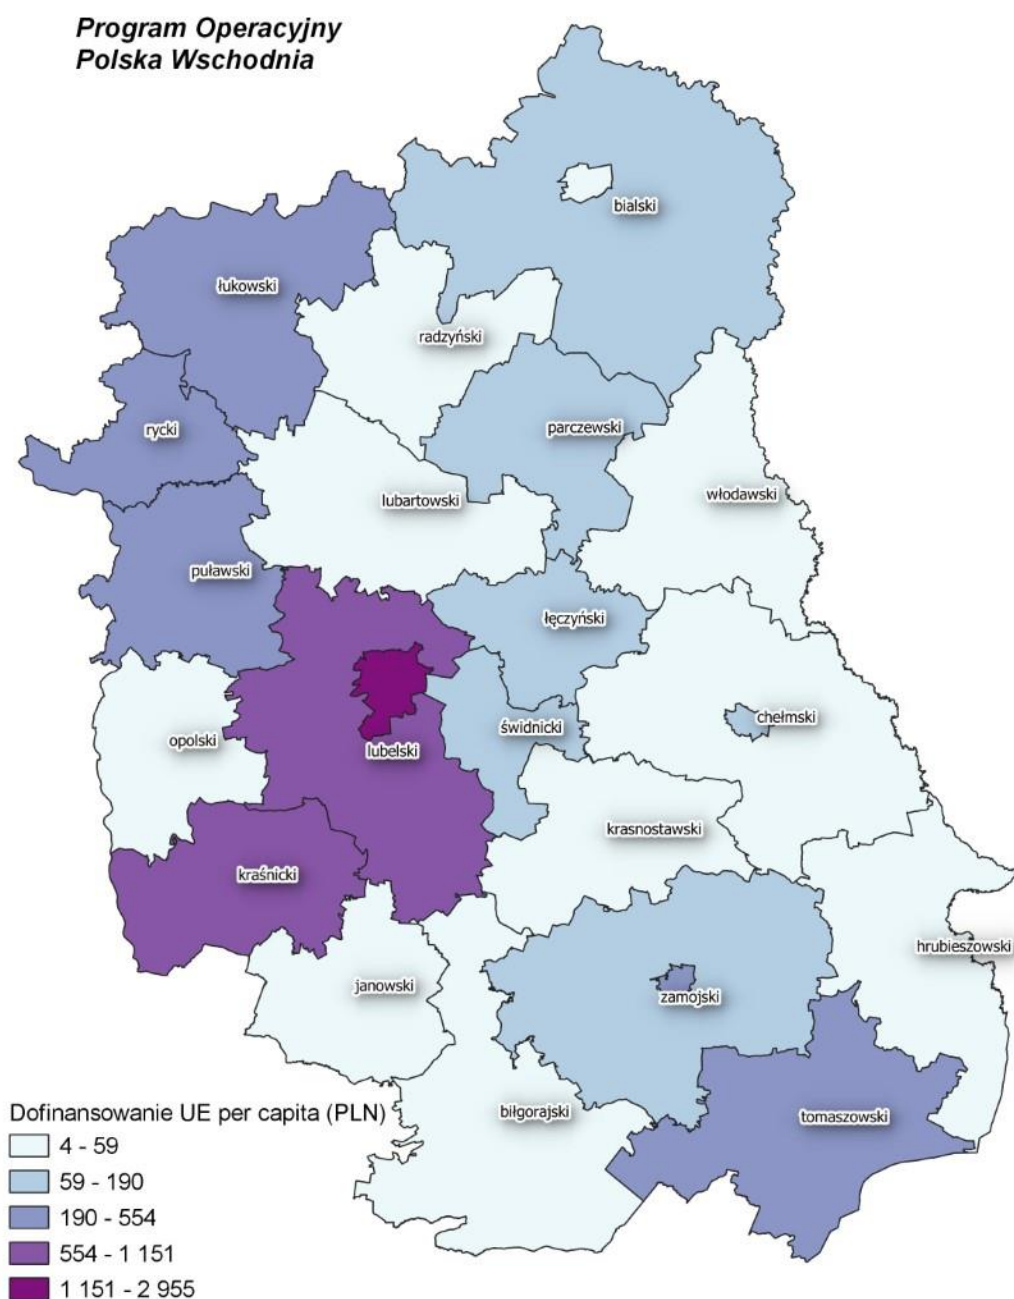 Program Operacyjny
Polska Wschodnia
bialski
łukowski
radzyński
rycki
parczewski
lubartowski
włodawski
puławski
łęczyński
chełmski
świdnicki
opolski
lubelski
krasnostawski
kraśnicki
hrubieszowski
janowski
zamojski
biłgorajski
tomaszowski
Dofinansowanie UE per capita (PLN)
4 - 59
59 - 190
190 - 554
554 - 1 151
1 151 - 2 955